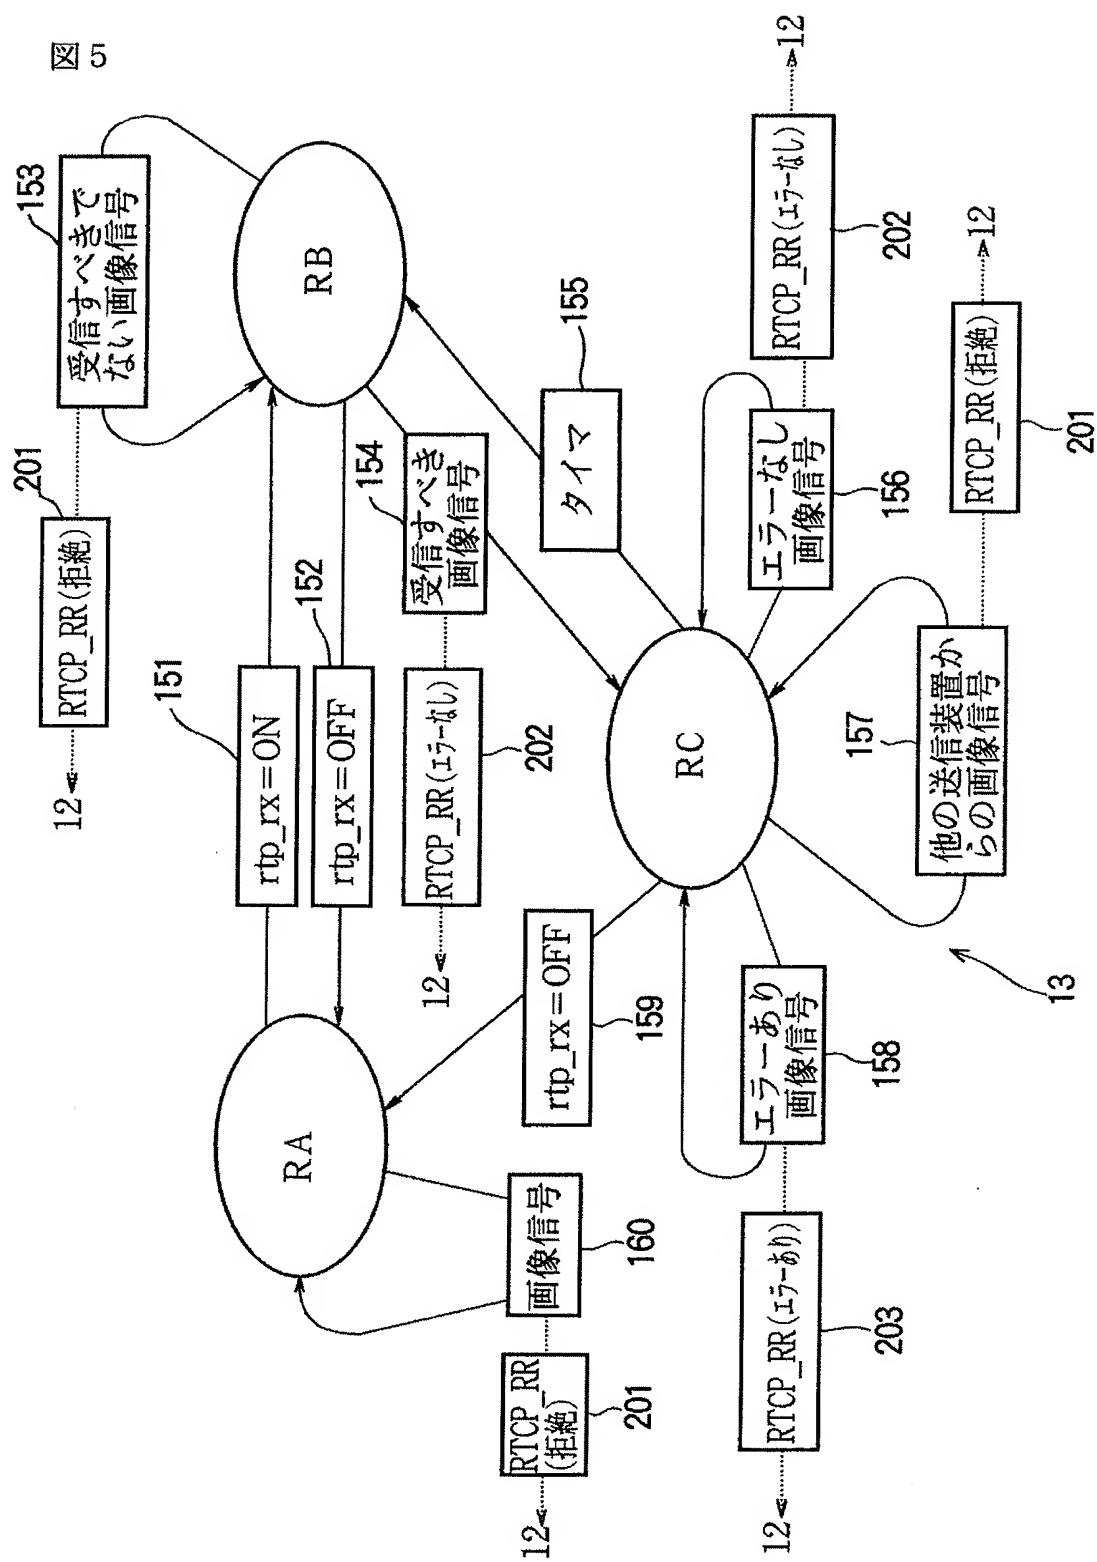 図5
153
受信すべきで
ない画像信号
201
RTCP_RR(拒絶)
12
RB
151
rtp_rx=ON
152
rtp_rx=OFF
154
受信すべき
画像信号
RTCP_RR(エラーなし)
202
12
155
タイマ
RA
160
画像信号
RTCP_RR
(拒絶)
201
12
159
rtp_rx=OFF
RC
156
エラーなし
画像信号
RTCP_RR(エラーなし)
202
12
157
他の送信装置か
らの画像信号
RTCP_RR(拒絶)
201
12
158
エラーあり
画像信号
RTCP_RR(エラーあり)
203
12
13